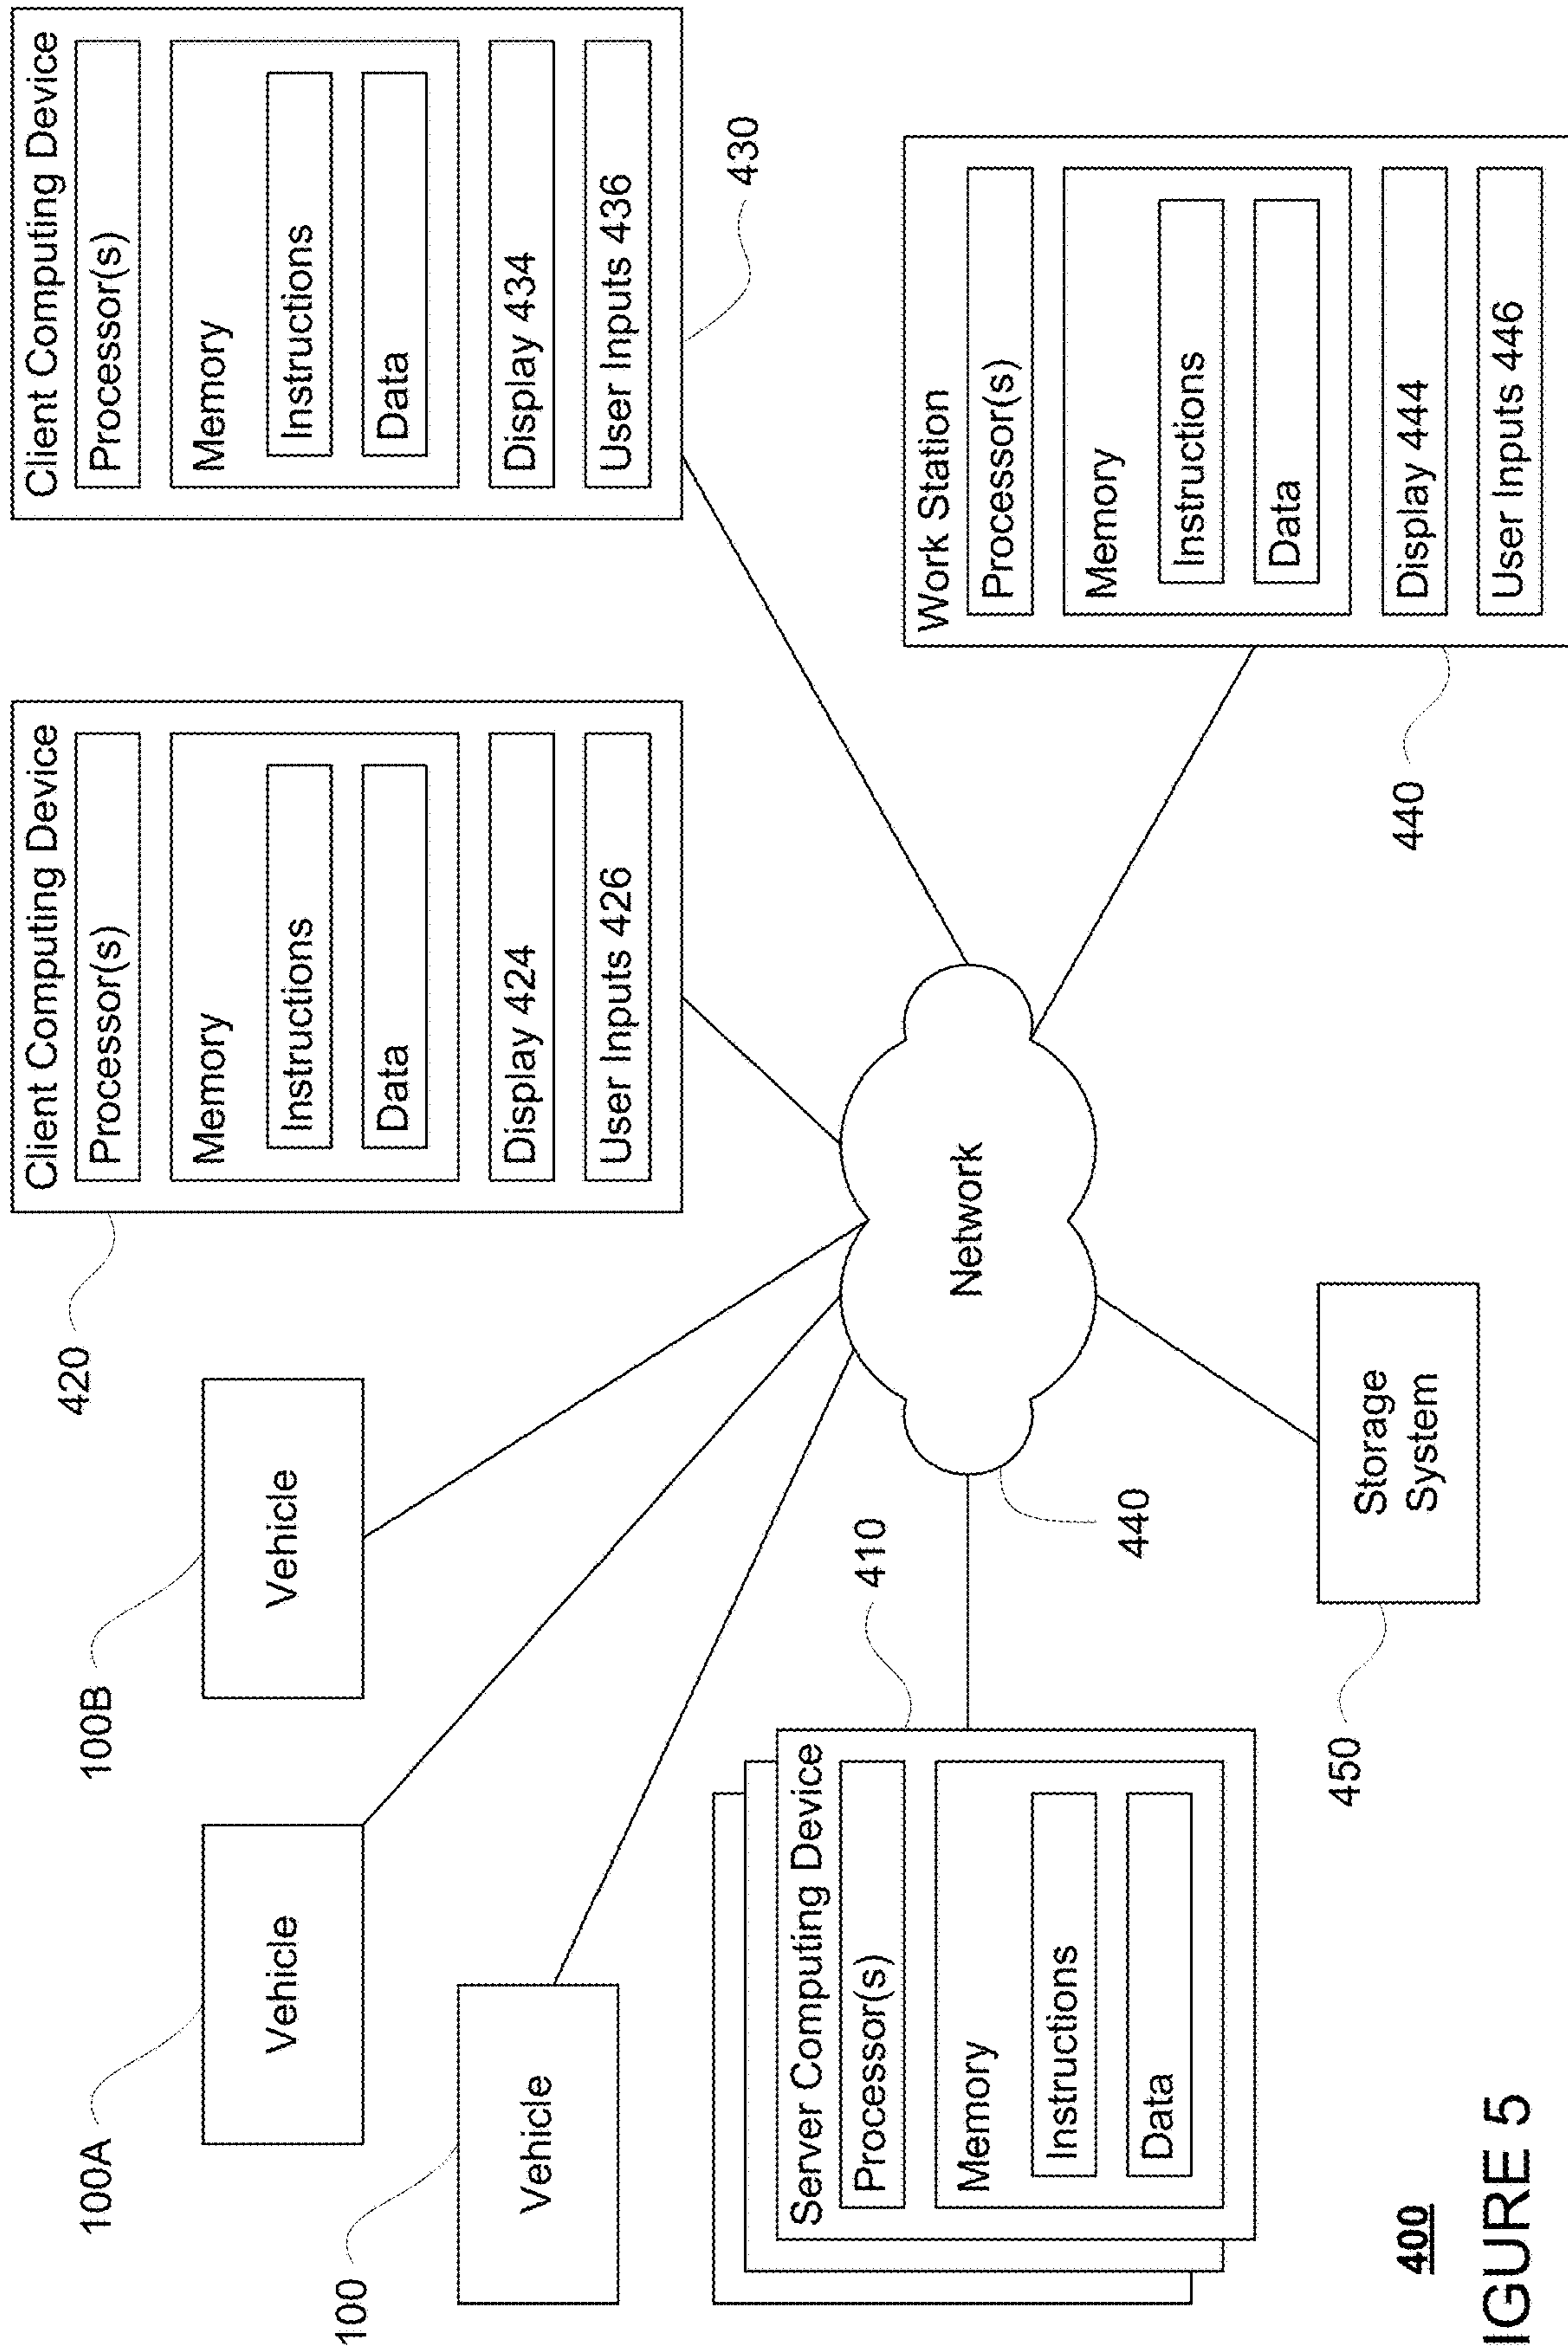 100A
Vehicle
100B
Vehicle
100
Vehicle
420
Client Computing Device
Processor(s)
Memory
Instructions
Data
Display 424
User Inputs 426
Client Computing Device
Processor(s)
Memory
Instructions
Data
Display 434
User Inputs 436
430
Server Computing Device
Processor(s)
Memory
Instructions
Data
410
Network
440
Work Station
Processor(s)
Memory
Instructions
Data
Display 444
User Inputs 446
440
Storage
System
450
400
IGURE 5